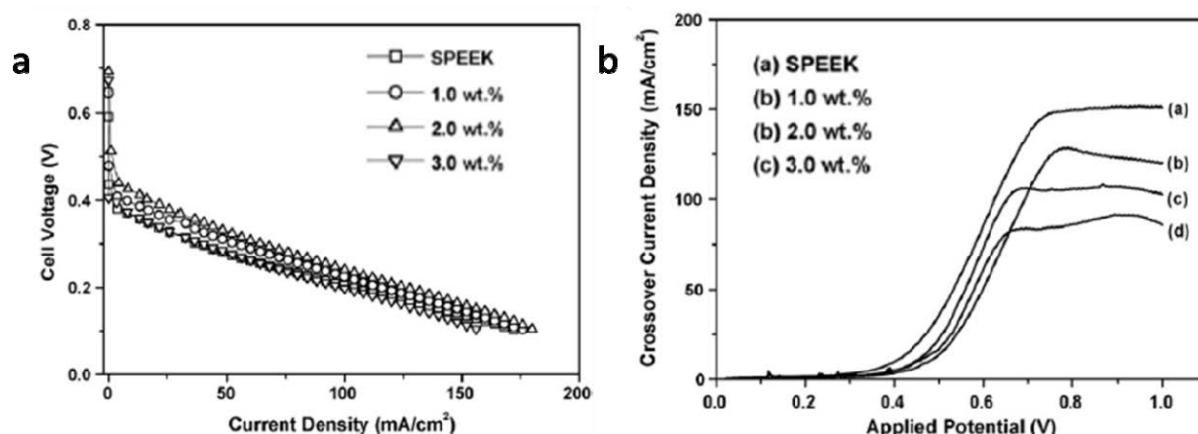 a
0.8
0.6
0.4
0.2
0.0
Cell Voltage (V)
SPEEK
1.0 wt.%
2.0 wt.%
3.0 wt.%
0
50
100
150
200
Current Density (mA/cm²)
b
200
150
100
50
0
Crossover Current Density (mA/cm²)
(a) SPEEK
(b) 1.0 wt.%
(b) 2.0 wt.%
(c) 3.0 wt.%
(a)
(b)
(c)
(d)
0.0
0.2
0.4
0.6
0.8
1.0
Applied Potential (V)